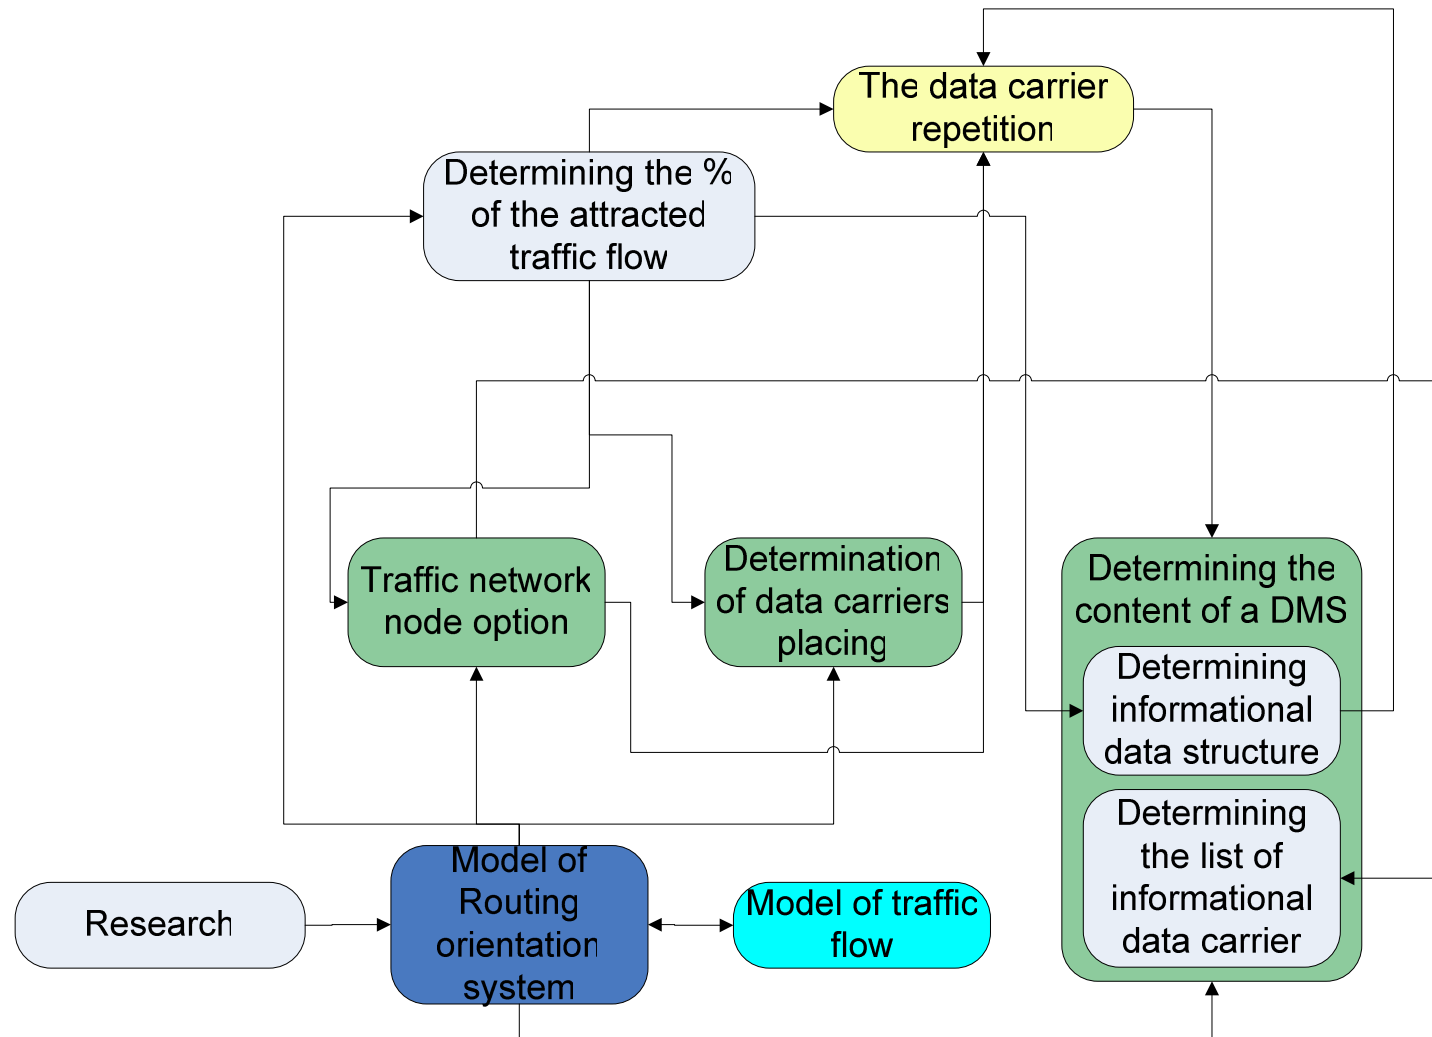 The data carrier
repetition
Determining the %
of the attracted
traffic flow
Traffic network
node option
Determination
of data carriers
placing
Determining the
content of a DMS
Determining
informational
data structure
Determining
the list of
informational
data carrier
Research
Model of
Routing
orientation
system
Model of traffic
flow